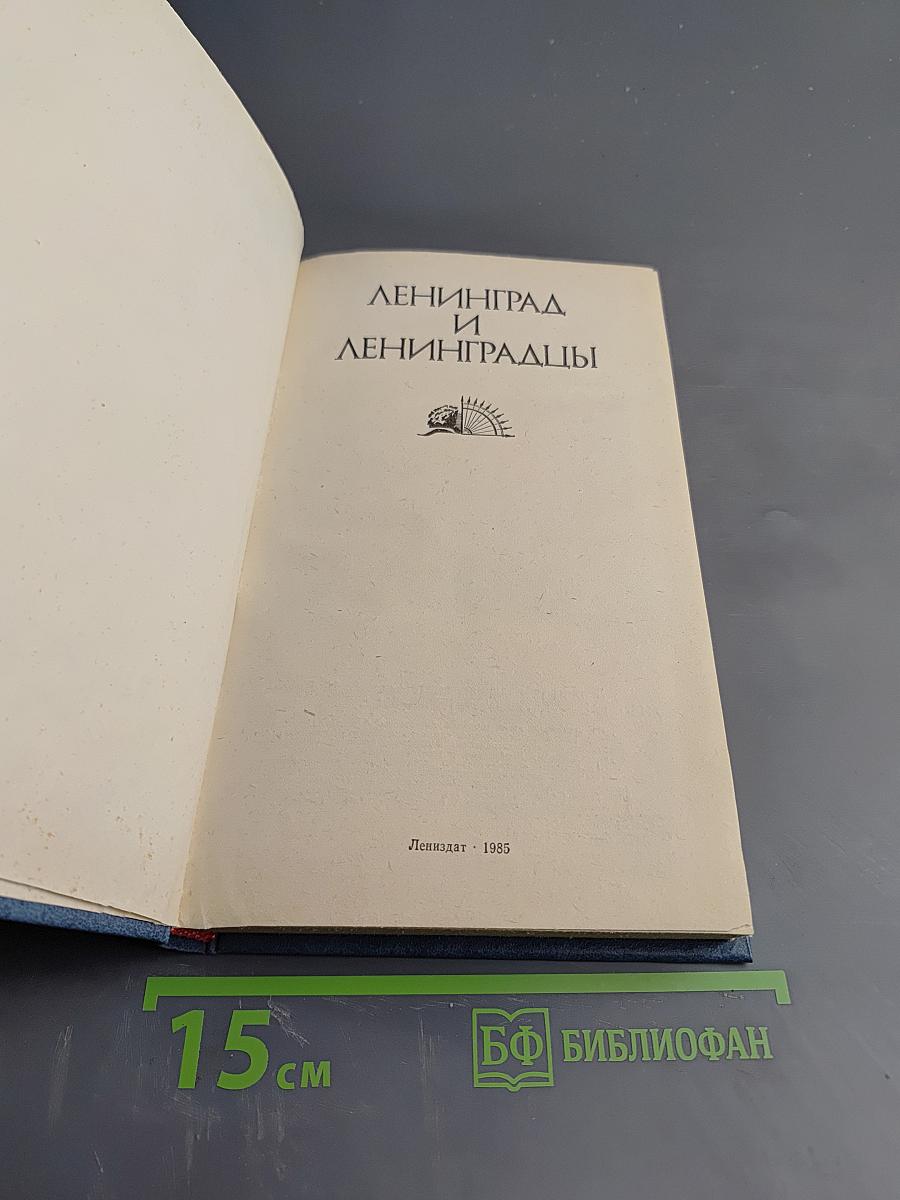 ЛЕНИНГРАД
И
ЛЕНИНГРАДЦЫ
Лениздат · 1985
15 см
БФ БИБЛИОФАН